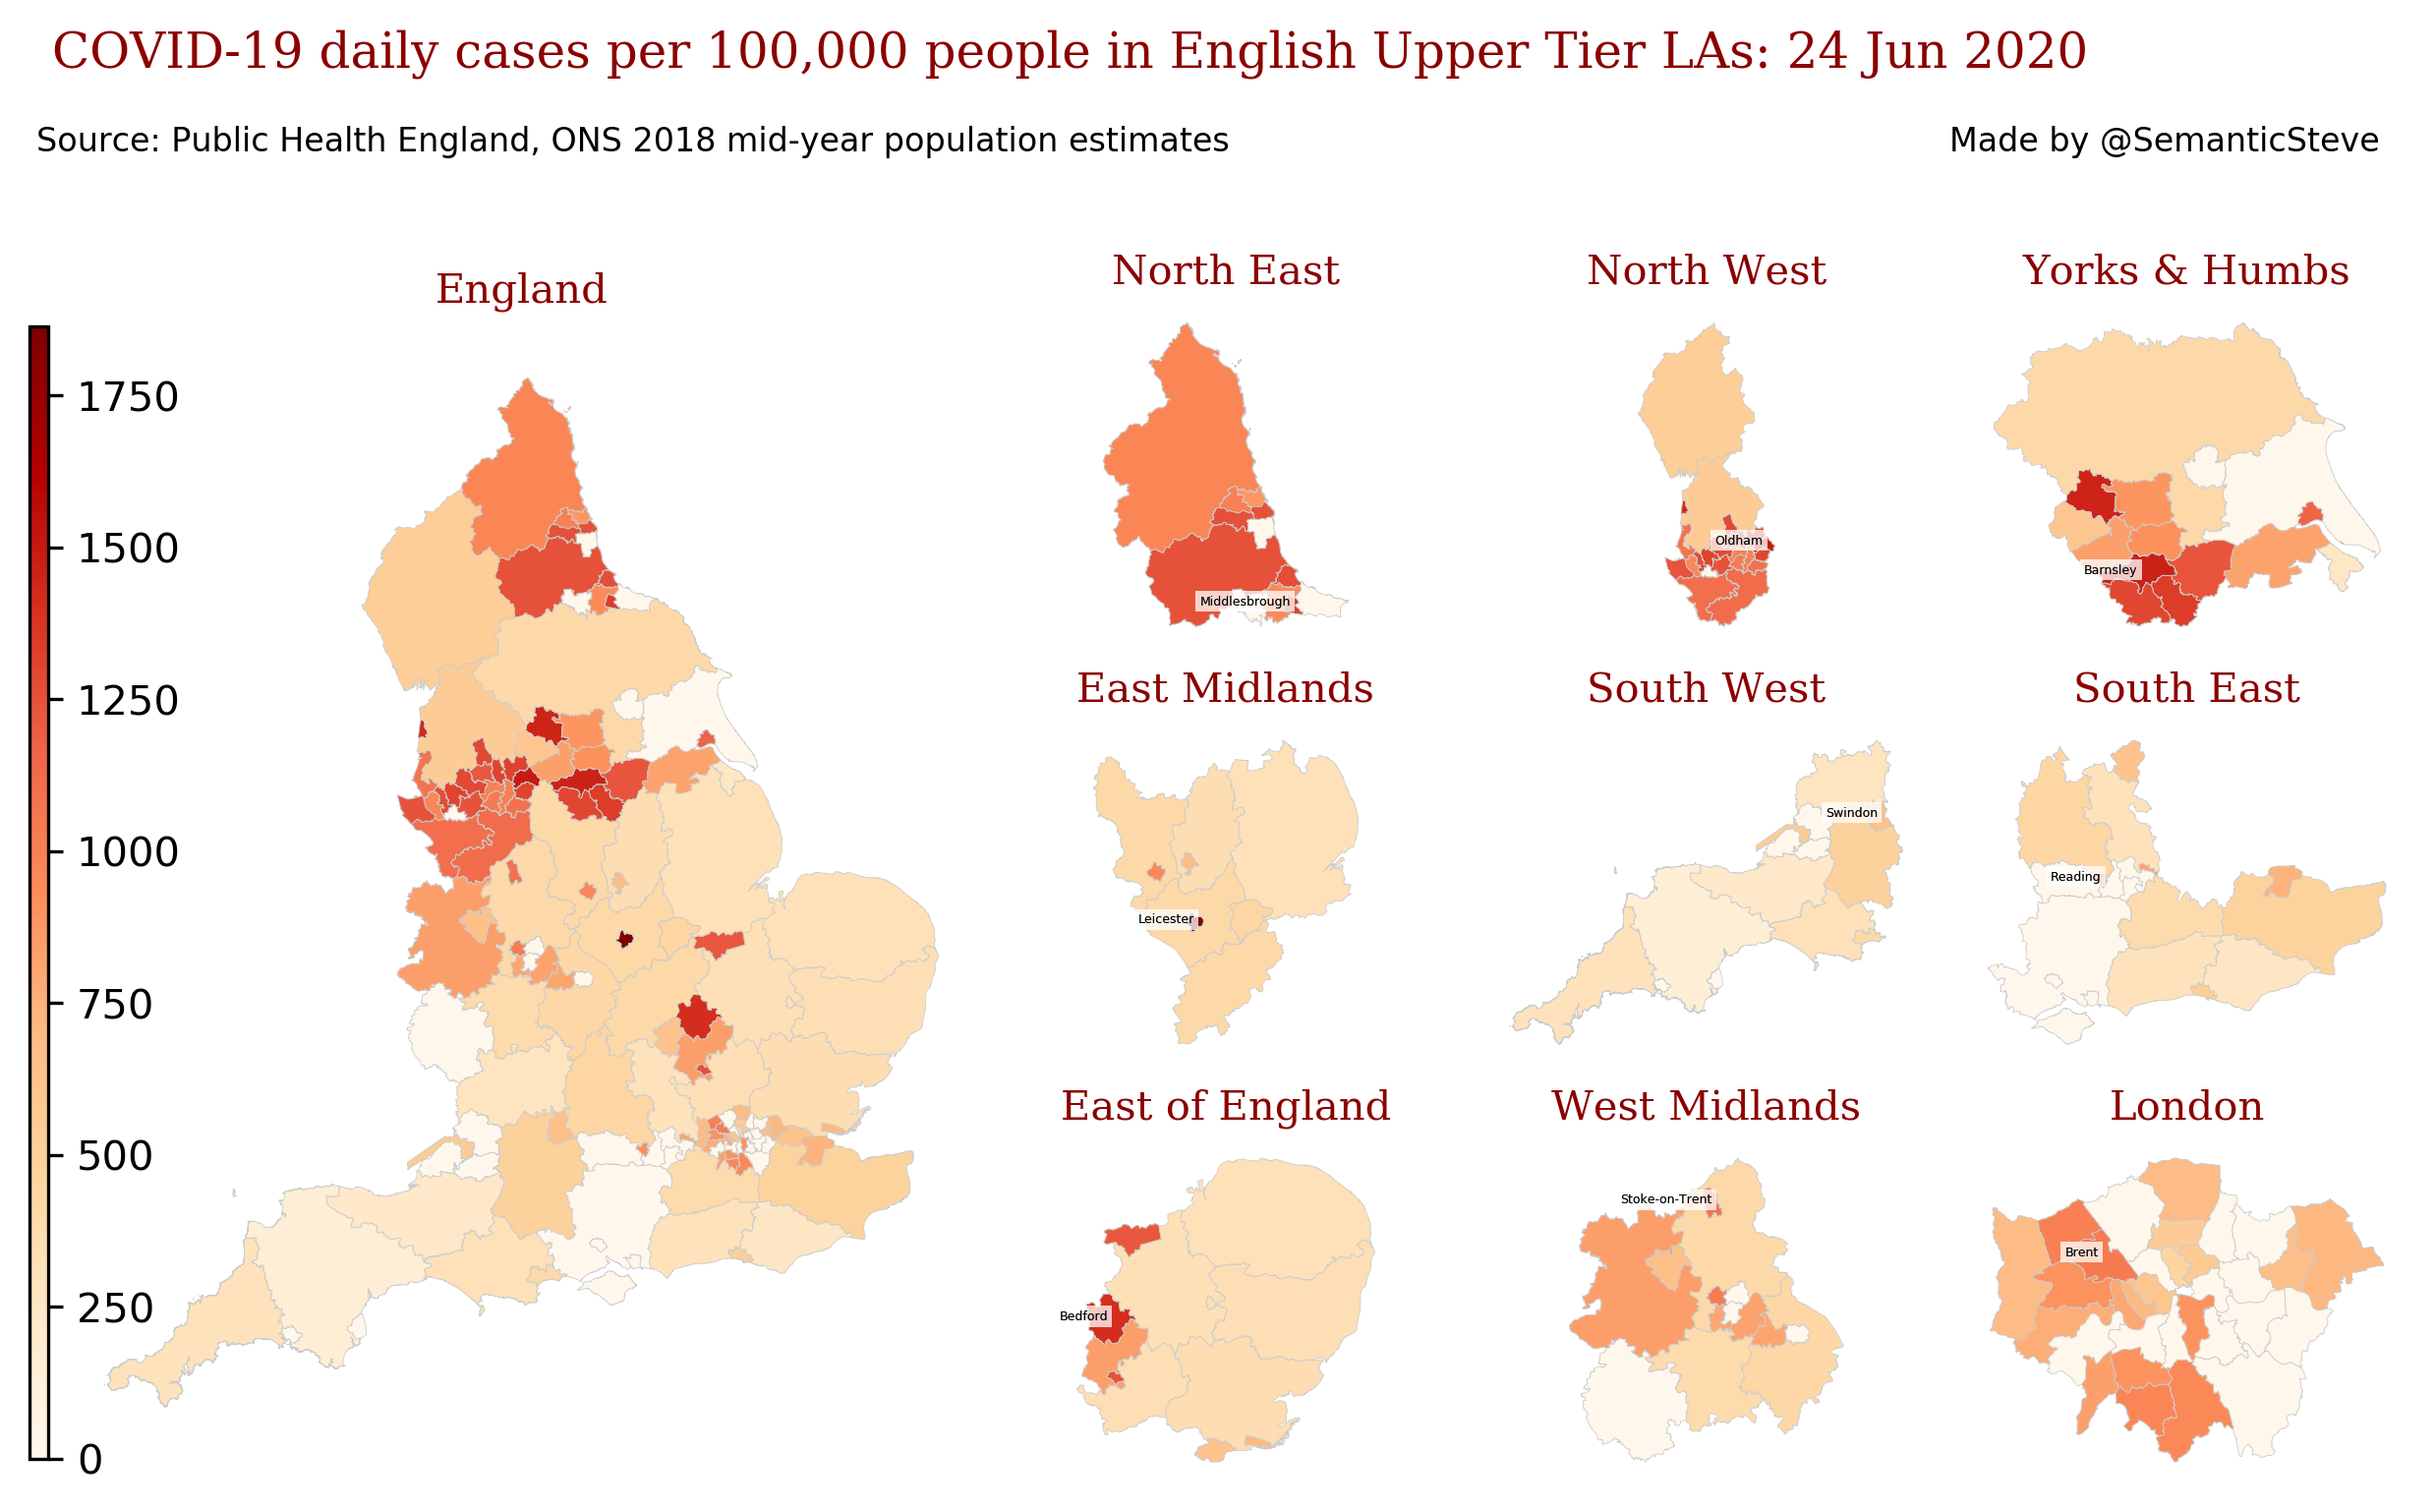 COVID-19 daily cases per 100,000 people in English Upper Tier LAs: 24 Jun 2020
Source: Public Health England, ONS 2018 mid-year population estimates
Made by @SemanticSteve
England
1750
1500
1250
1000
750
500
250
0
North East
Middlesbrough
North West
Oldham
Yorks & Humbs
Barnsley
East Midlands
Leicester
South West
Swindon
South East
Reading
East of England
Bedford
West Midlands
Stoke-on-Trent
London
Brent